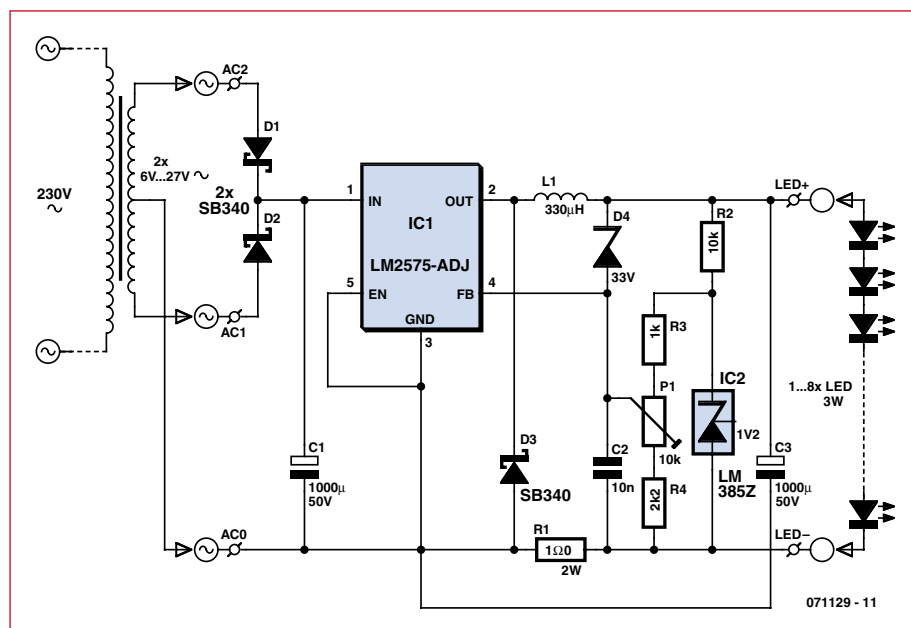 AC2
D1
230V
2x
6V...27V
2x
SB340
D2
AC1
C1
1000µ
50V
AC0
1
IN
OUT
2
IC1
LM2575-ADJ
5
EN
FB
4
GND
3
L1
330µH
D4
33V
R2
10k
R3
1k
P1
10k
IC2
1V2
LM
385Z
C2
10n
R4
2k2
C3
1000µ
50V
D3
SB340
R1
1Ω0
2W
LED+
1...8x LED
3W
LED–
071129 - 11